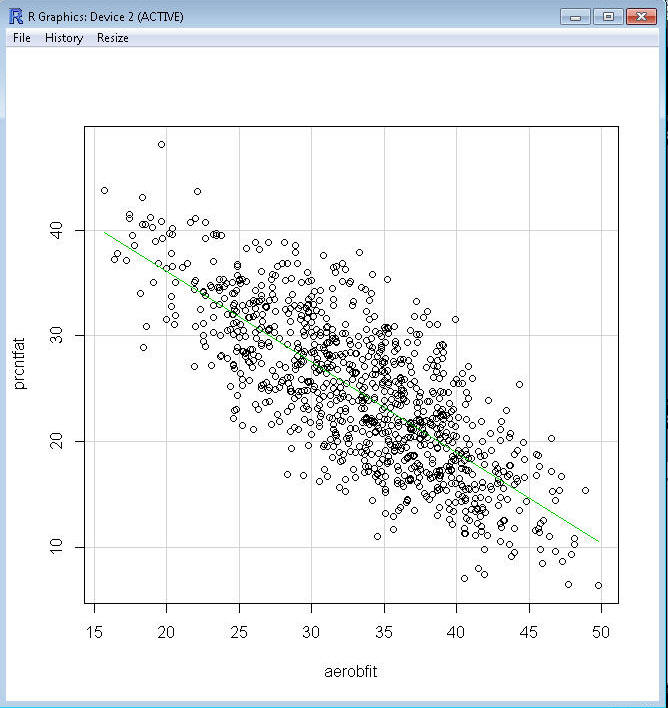 R Graphics: Device 2 (ACTIVE)
File History Resize
40
30
20
10
prcntfat
15 20 25 30 35 40 45 50
aerobfit